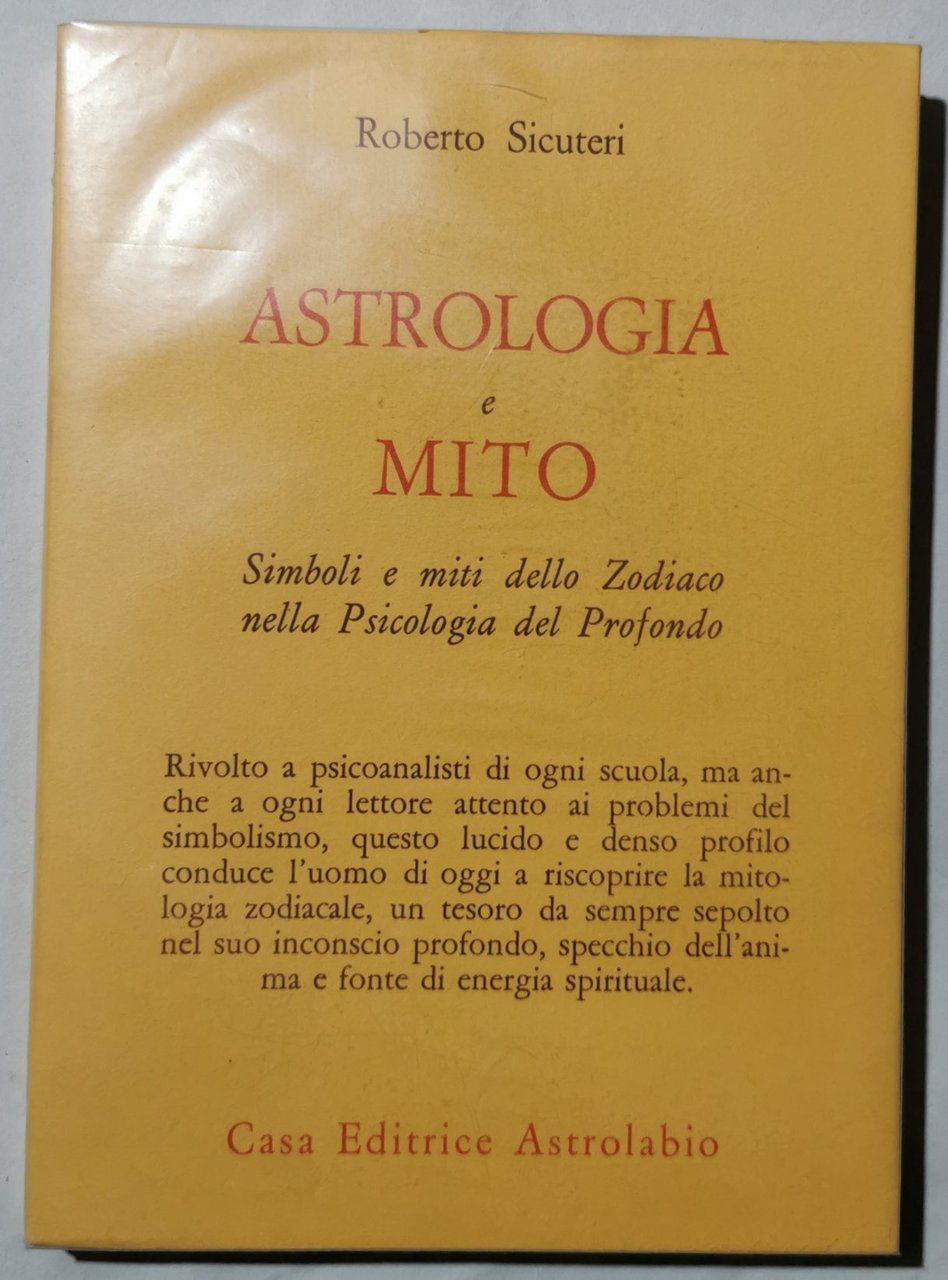 Roberto Sicuteri
ASTROLOGIA
e
MITO
Simboli e miti dello Zodiaco
nella Psicologia del Profondo
Rivolto a psicoanalisti di ogni scuola, ma an-
che a ogni lettore attento ai problemi del
simbolismo, questo lucido e denso profilo
conduce l'uomo di oggi a riscoprire la mito-
logia zodiacale, un tesoro da sempre sepolto
nel suo inconscio profondo, specchio dell'ani-
ma e fonte di energia spirituale.
Casa Editrice Astrolabio